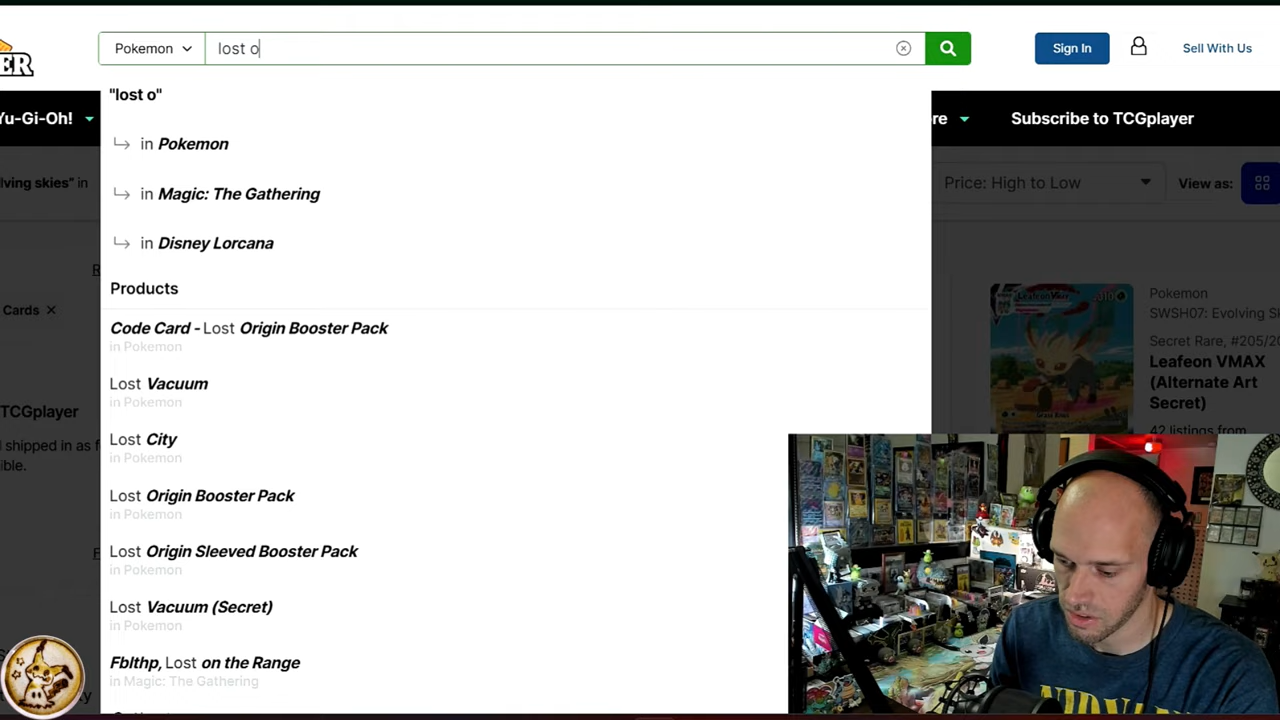 ER
Pokemon
lost o
Sign In
Sell With Us
Yu-Gi-Oh!
re
Subscribe to TCGplayer
"lost o"
in Pokemon
in Magic: The Gathering
in Disney Lorcana
Products
Code Card - Lost Origin Booster Pack
in Pokemon
Lost Vacuum
in Pokemon
Lost City
in Pokemon
Lost Origin Booster Pack
in Pokemon
Lost Origin Sleeved Booster Pack
in Pokemon
Lost Vacuum (Secret)
in Pokemon
Fblthp, Lost on the Range
in Magic: The Gathering
lving skies" in
Price: High to Low
View as:
Cards
TCGplayer
l shipped in as f
ible.
Pokemon
SWSH07: Evolving Sk
Secret Rare, #205/20
Leafeon VMAX
(Alternate Art
Secret)
42 listings from